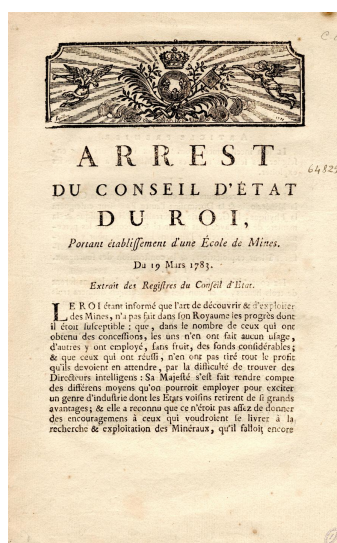 ARREST
DU CONSEIL D'ÉTAT
DU ROI,
Portant établiſſement d'une École de Mines.
Du 19 Mars 1783.
Extrait des Regiſtres du Conſeil d'État.
LE ROI étant informé que l'art de découvrir & d'exploiter
des Mines, n'a pas fait dans ſon Royaume les progrès dont
il étoit ſuſceptible; que, dans le nombre de ceux qui ont
obtenu des conceſſions, les uns n'en ont fait aucun uſage,
d'autres y ont employé, ſans fruit, des fonds conſidérables;
& que ceux qui ont réuſſi, n'en ont pas tiré tout le profit
qu'ils devoient en attendre, par la difficulté de trouver des
Directeurs intelligens: Sa Majeſté s'eſt fait rendre compte
des différens moyens qu'on pourroit employer pour exciter
un genre d'induſtrie dont les États voiſins retirent de ſi grands
avantages; & elle a reconnu que ce n'étoit pas aſſez de donner
des encouragemens à ceux qui voudroient ſe livrer à la
recherche & exploitation des Minéraux, qu'il falloit encore